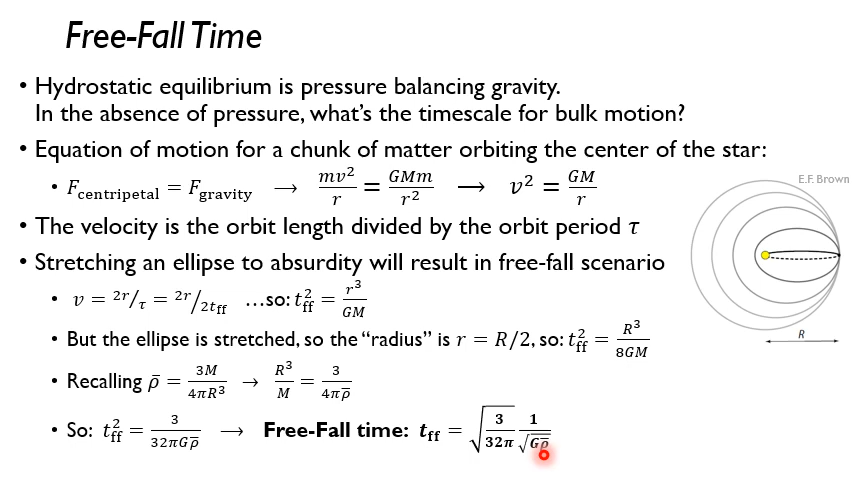 Free-Fall Time
• Hydrostatic equilibrium is pressure balancing gravity.
In the absence of pressure, what's the timescale for bulk motion?
• Equation of motion for a chunk of matter orbiting the center of the star:
• F_centripetal = F_gravity → mv²/r = GMm/r² → v² = GM/r
E.F. Brown
• The velocity is the orbit length divided by the orbit period τ
• Stretching an ellipse to absurdity will result in free-fall scenario
• v = 2r/τ = 2r/2t_ff …so: t_ff² = r³/GM
• But the ellipse is stretched, so the “radius” is r = R/2, so: t_ff² = R³/8GM
R
• Recalling ρ̄ = 3M/4πR³ → R³/M = 3/4πρ̄
• So: t_ff² = 3/32πGρ̄ → Free-Fall time: t_ff = √(3/32π) 1/√(Gρ̄)